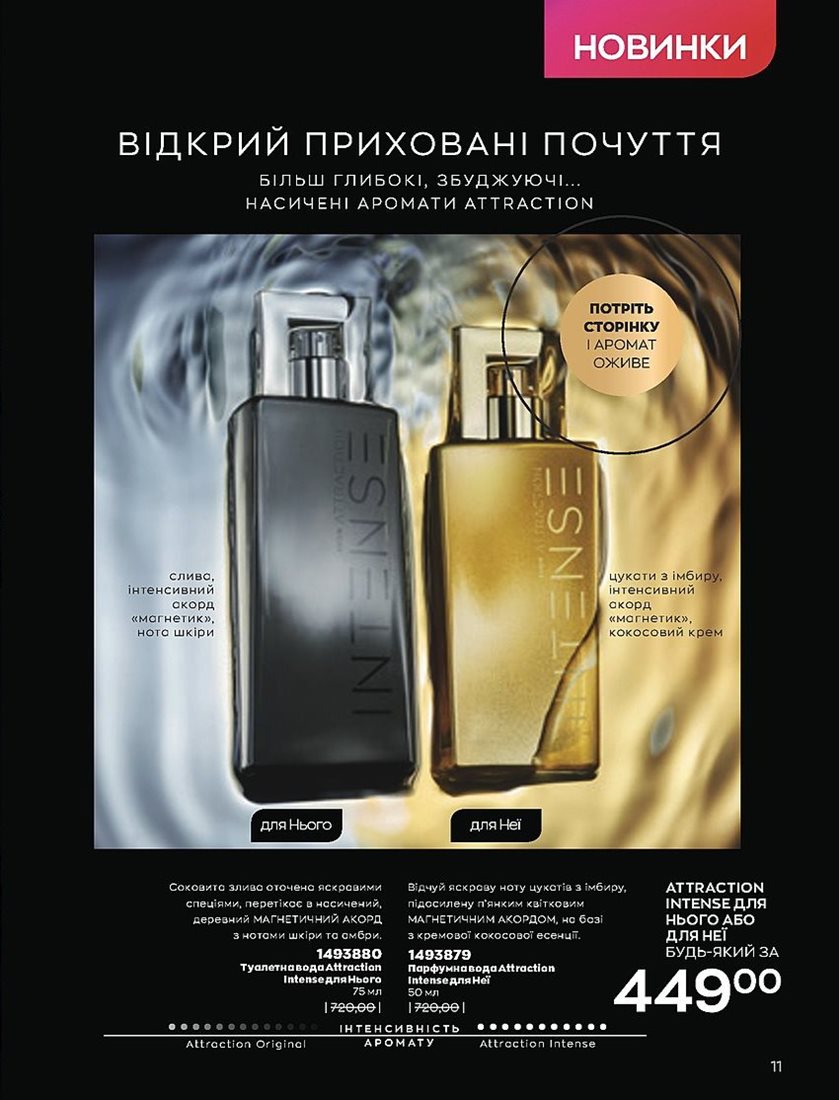 НОВИНКИ
ВІДКРИЙ ПРИХОВАНІ ПОЧУТТЯ
БІЛЬШ ГЛИБОКІ, ЗБУДЖУЮЧІ...
НАСИЧЕНІ АРОМАТИ ATTRACTION
ПОТРІТЬ
СТОРІНКУ
І АРОМАТ
ОЖИВЕ
ATTRACTION
INTENSE
ATTRACTION
INTENSE
слива,
інтенсивний
акорд
«магнетик»,
нота шкіри
цукати з імбиру,
інтенсивний
акорд
«магнетик»,
кокосовий крем
для Нього
для Неї
Соковита злива оточена яскравими
спеціями, перетікає в насичений,
деревний МАГНЕТИЧНИЙ АКОРД
з нотами шкіри та амбри.
1493880
Туалетна вода Attraction
Intense для Нього
75 мл
| 720,00 |
Відчуй яскраву ноту цукатів з імбиру,
підосилену п'янким квітковим
МАГНЕТИЧНИМ АКОРДОМ, на базі
з кремової кокосової есенції.
1493879
Парфумна вода Attraction
Intense для Неї
50 мл
| 720,00 |
ATTRACTION
INTENSE ДЛЯ
НЬОГО АБО
ДЛЯ НЕЇ
БУДЬ-ЯКИЙ ЗА
449⁰⁰
ІНТЕНСИВНІСТЬ
АРОМАТУ
Attraction Original
Attraction Intense
11